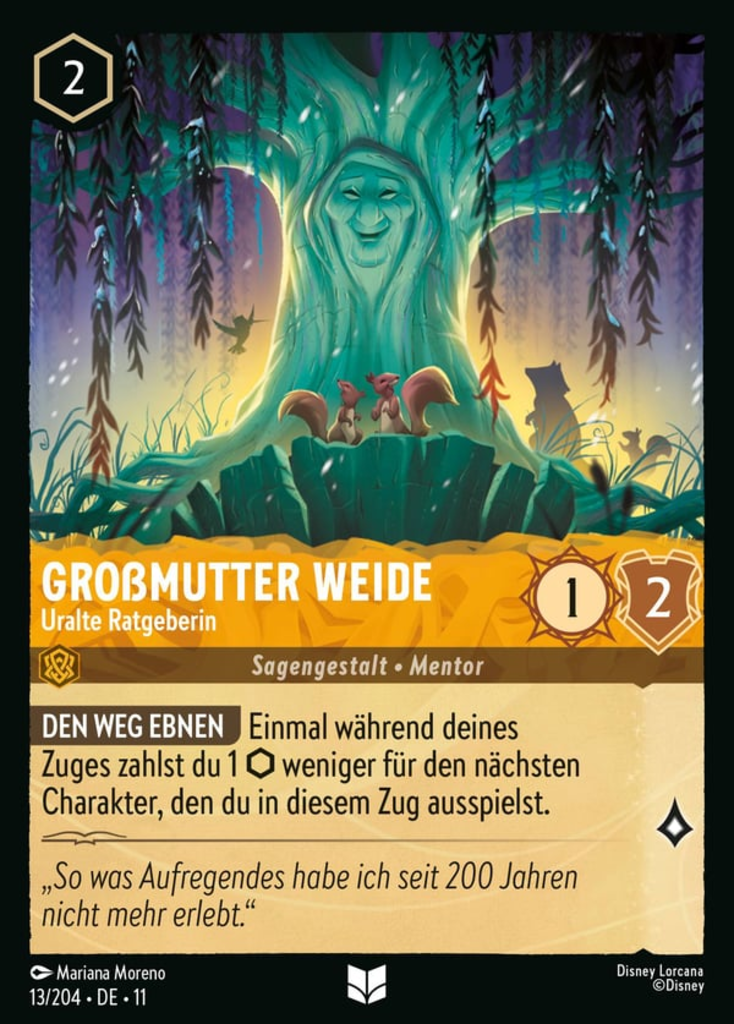 2
GROßMUTTER WEIDE
Uralte Ratgeberin
1
2
Sagengestalt • Mentor
DEN WEG EBNEN Einmal während deines
Zuges zahlst du 1 ⬡ weniger für den nächsten
Charakter, den du in diesem Zug ausspielst.
„So was Aufregendes habe ich seit 200 Jahren
nicht mehr erlebt.“
Mariana Moreno
13/204 • DE • 11
Disney Lorcana
©Disney